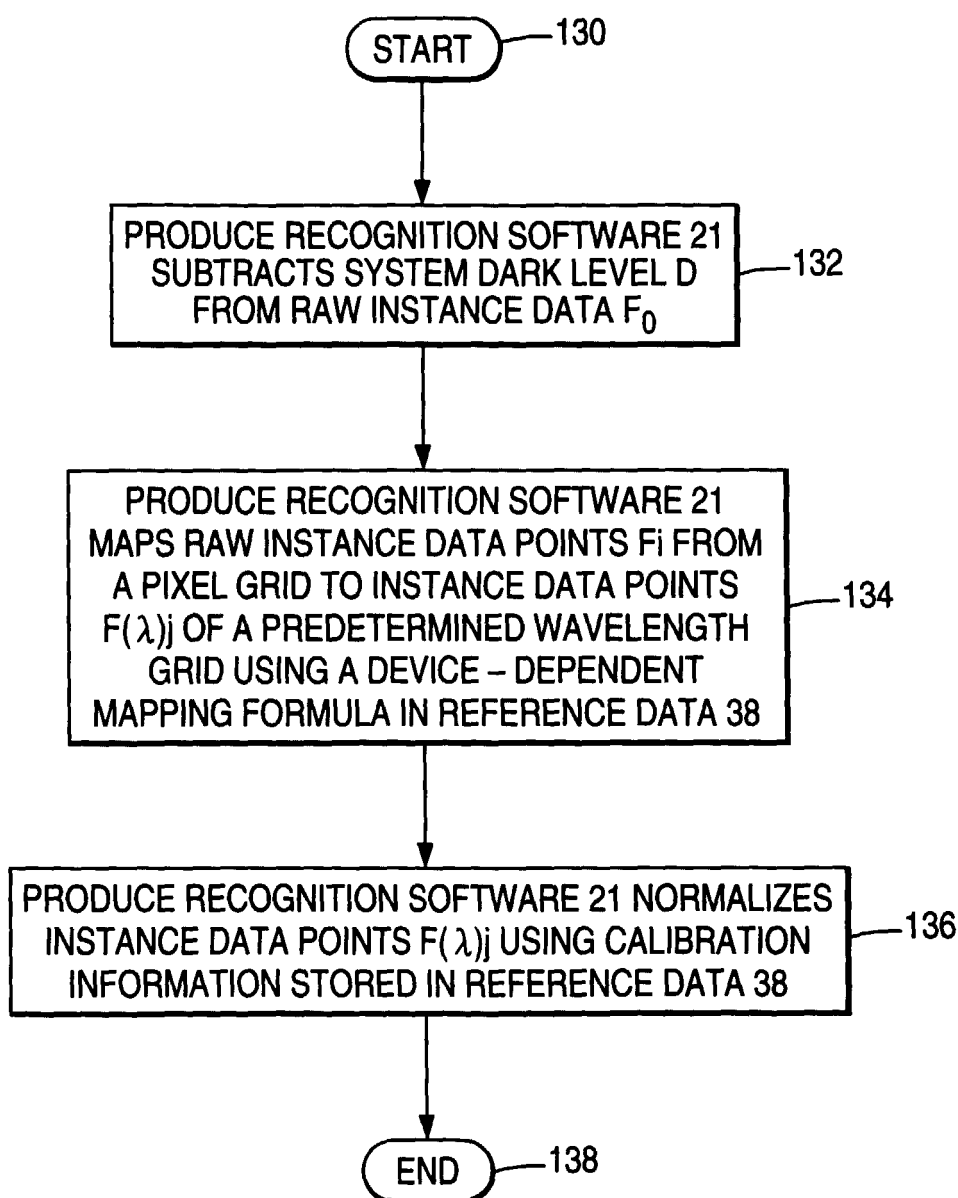 START
130
PRODUCE RECOGNITION SOFTWARE 21
SUBTRACTS SYSTEM DARK LEVEL D
FROM RAW INSTANCE DATA F₀
132
PRODUCE RECOGNITION SOFTWARE 21
MAPS RAW INSTANCE DATA POINTS Fi FROM
A PIXEL GRID TO INSTANCE DATA POINTS
F(λ)j OF A PREDETERMINED WAVELENGTH
GRID USING A DEVICE – DEPENDENT
MAPPING FORMULA IN REFERENCE DATA 38
134
PRODUCE RECOGNITION SOFTWARE 21 NORMALIZES
INSTANCE DATA POINTS F(λ)j USING CALIBRATION
INFORMATION STORED IN REFERENCE DATA 38
136
END
138